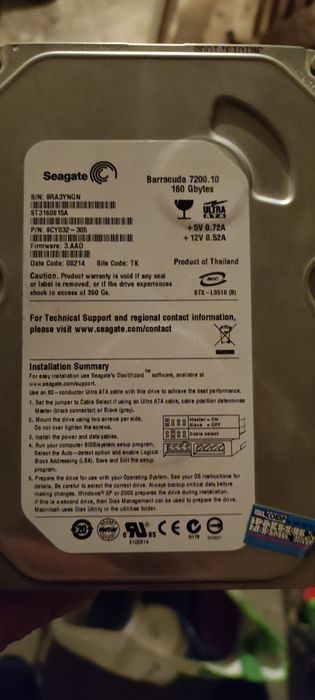 Seagate
Barracuda 7200.10
160 Gbytes
S/N: 9RA3YNGN
ST3160815A
ULTRA
ATA
P/N: 9CY032-305
+5V 0.72A
Firmware: 3.AAD
+12V 0.52A
Date Code: 08214 Site Code: TK
Product of Thailand
Caution. Product warranty is void if any seal
or label is removed, or if the drive experiences
shock in excess of 350 Gs.
STX-L3510 (B)
For Technical Support and regional contact information,
please visit www.seagate.com/contact
Installation Summary
For easy installation use Seagate's DiscWizard™ software, available at
www.seagate.com/support.
Use an 80-conductor Ultra ATA cable with this drive to achieve the best performance.
1. Set the jumper to Cable Select if using an Ultra ATA cable, cable position determines
Master (black connector) or Slave (gray).
2. Mount the drive using two screws per side.
Do not over tighten the screws.
Master = ON
Slave = OFF
3. Install the power and data cables.
Cable select
4. Run your computer BIOS/system setup program.
Select the Auto-detect option and enable Logical
Block Addressing (LBA). Save and Exit the setup
program.
5. Prepare the drive for use with your Operating System. See your OS instructions for
details. Be careful to select the correct drive. Always backup critical data before
making changes. Windows® XP or 2000 prepares the drive during installation.
If this is a second drive, then Disk Management can be used to prepare the drive.
Macintosh uses Disk Utility in the utilities folder.
20
c UL us
CE
N176